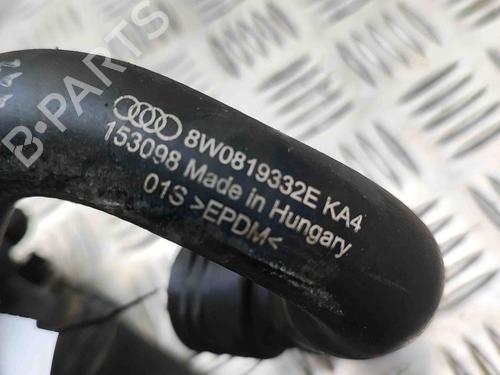 B-PARTS
8W0819332E KA4
153098 Made in Hungary
01S >EPDM<